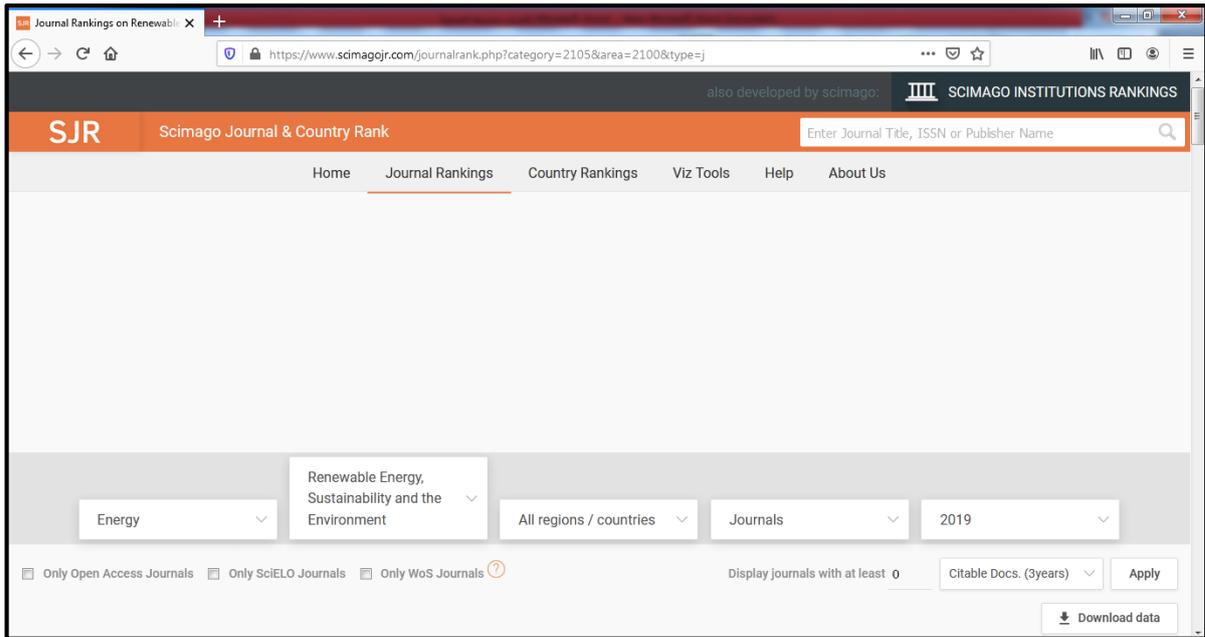 SJR Journal Rankings on Renewable
https://www.scimagojr.com/journalrank.php?category=2105&area=2100&type=j
also developed by scimago:
SCIMAGO INSTITUTIONS RANKINGS
SJR
Scimago Journal & Country Rank
Enter Journal Title, ISSN or Publisher Name
Home Journal Rankings Country Rankings Viz Tools Help About Us
Energy
Renewable Energy,
Sustainability and the
Environment
All regions / countries
Journals
2019
Only Open Access Journals
Only SciELO Journals
Only WoS Journals ?
Display journals with at least 0
Citable Docs. (3years)
Apply
Download data